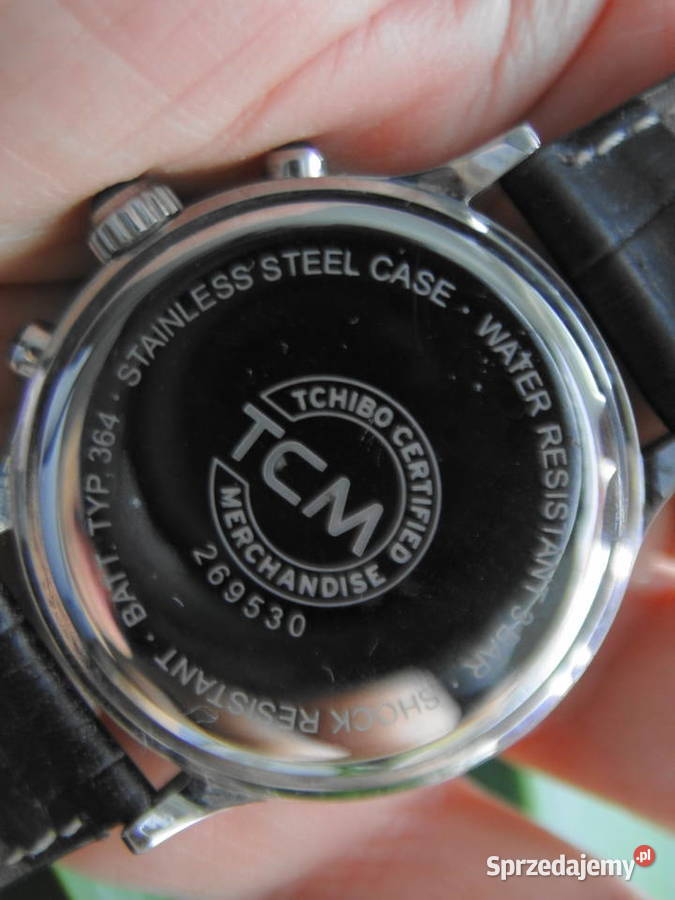 STAINLESS STEEL CASE · WATER RESISTANT 3 BAR · SHOCK RESISTANT · BATT. TYP. 364 ·
TCHIBO CERTIFIED
TCM
MERCHANDISE
269530
Sprzedajemy.pl